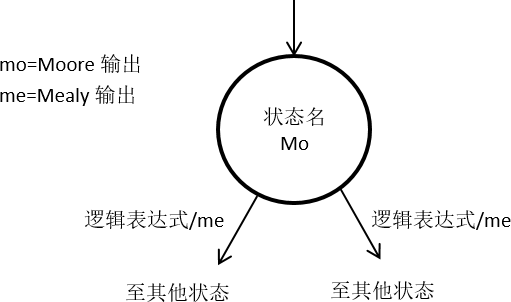 mo=Moore 输出
me=Mealy 输出
状态名
Mo
逻辑表达式/me
逻辑表达式/me
至其他状态
至其他状态